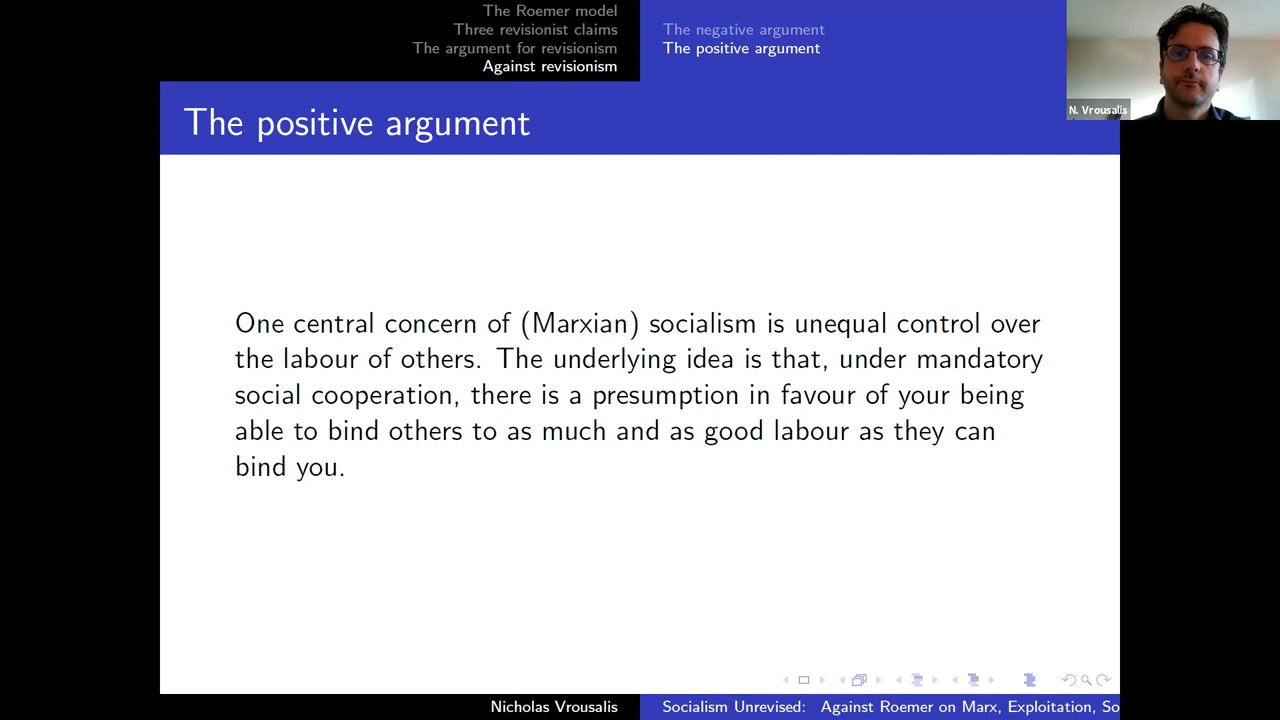 The Roemer model
Three revisionist claims
The argument for revisionism
Against revisionism
The negative argument
The positive argument
N. Vrousalis
The positive argument
One central concern of (Marxian) socialism is unequal control over
the labour of others. The underlying idea is that, under mandatory
social cooperation, there is a presumption in favour of your being
able to bind others to as much and as good labour as they can
bind you.
Nicholas Vrousalis
Socialism Unrevised: Against Roemer on Marx, Exploitation, So